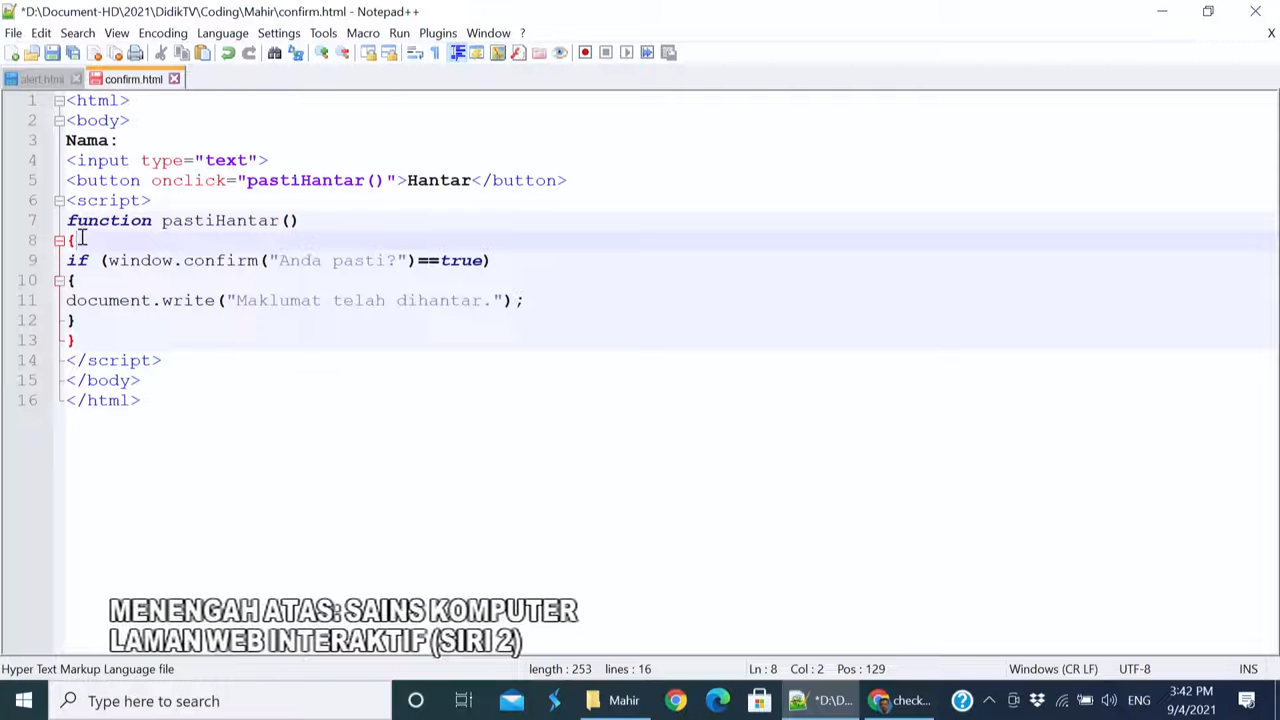 *D:\Document-HD\2021\DidikTV\Coding\Mahir\confirm.html - Notepad++
File Edit Search View Encoding Language Settings Tools Macro Run Plugins Window ? X
alert.html confirm.html
1 <html>
2 <body>
3 Nama:
4 <input type="text">
5 <button onclick="pastiHantar()">Hantar</button>
6 <script>
7 function pastiHantar()
8 {
9 if (window.confirm("Anda pasti?")==true)
10 {
11 document.write("Maklumat telah dihantar.");
12 }
13 }
14 </script>
15 </body>
16 </html>
MENENGAH ATAS: SAINS KOMPUTER
LAMAN WEB INTERAKTIF (SIRI 2)
Hyper Text Markup Language file length : 253 lines : 16 Ln : 8 Col : 2 Pos : 129 Windows (CR LF) UTF-8 INS
Type here to search Mahir *D:\D... check... ENG 3:42 PM
9/4/2021